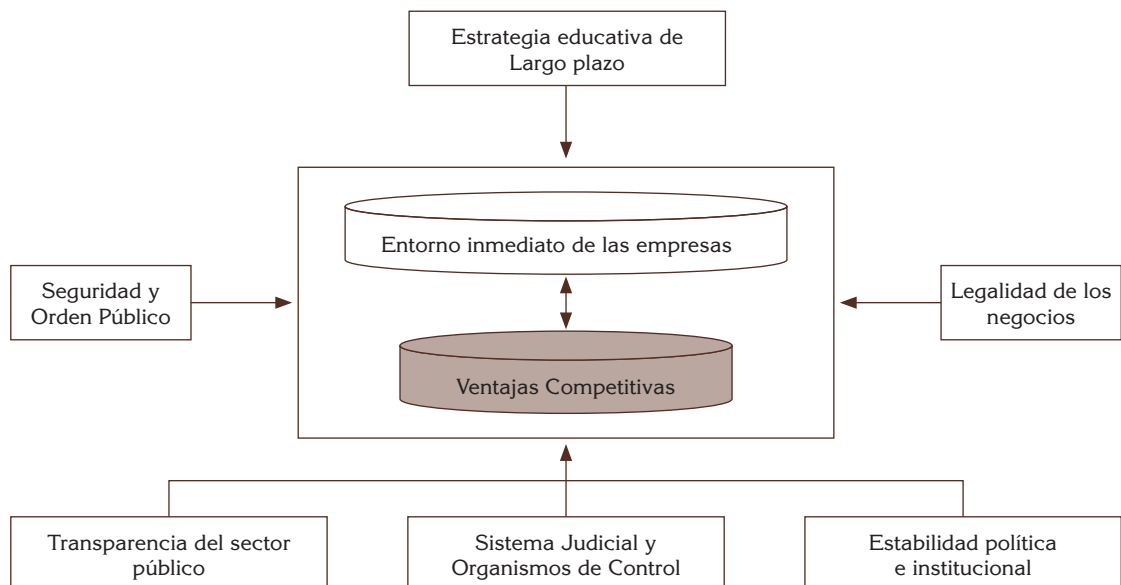 Estrategia educativa de
Largo plazo
Entorno inmediato de las empresas
Seguridad y
Orden Público
Legalidad de los
negocios
Ventajas Competitivas
Transparencia del sector
público
Sistema Judicial y
Organismos de Control
Estabilidad política
e institucional